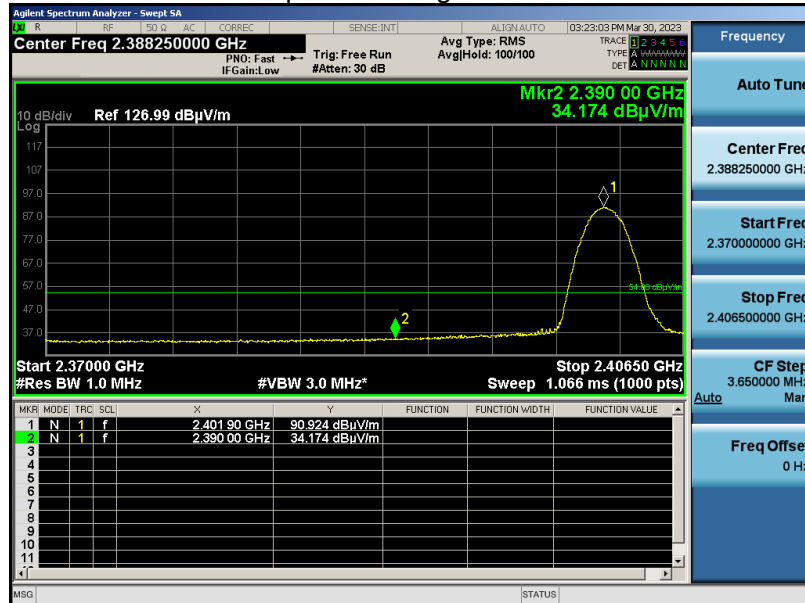 Agilent Spectrum Analyzer - Swept SA
LXI R RF 50 Ω AC CORREC SENSE:INT ALIGN AUTO 03:23:03 PM Mar 30, 2023
Center Freq 2.388250000 GHz
PNO: Fast
IFGain:Low
Trig: Free Run
#Atten: 30 dB
Avg Type: RMS
Avg|Hold: 100/100
TRACE 1 2 3 4 5 6
TYPE A WWWWW
DET A N N N N N
Mkr2 2.390 00 GHz
34.174 dBµV/m
10 dB/div Ref 126.99 dBµV/m
Log
117
107
97.0
87.0
77.0
67.0
57.0
47.0
37.0
1
2
54.00 dBµV/m
Start 2.37000 GHz Stop 2.40650 GHz
#Res BW 1.0 MHz #VBW 3.0 MHz* Sweep 1.066 ms (1000 pts)
MKR MODE TRC SCL X Y FUNCTION FUNCTION WIDTH FUNCTION VALUE
1 N 1 f 2.401 90 GHz 90.924 dBµV/m
2 N 1 f 2.390 00 GHz 34.174 dBµV/m
3
4
5
6
7
8
9
10
11
MSG STATUS
Frequency
Auto Tune
Center Freq
2.388250000 GHz
Start Freq
2.370000000 GHz
Stop Freq
2.406500000 GHz
CF Step
3.650000 MHz
Auto Man
Freq Offset
0 Hz